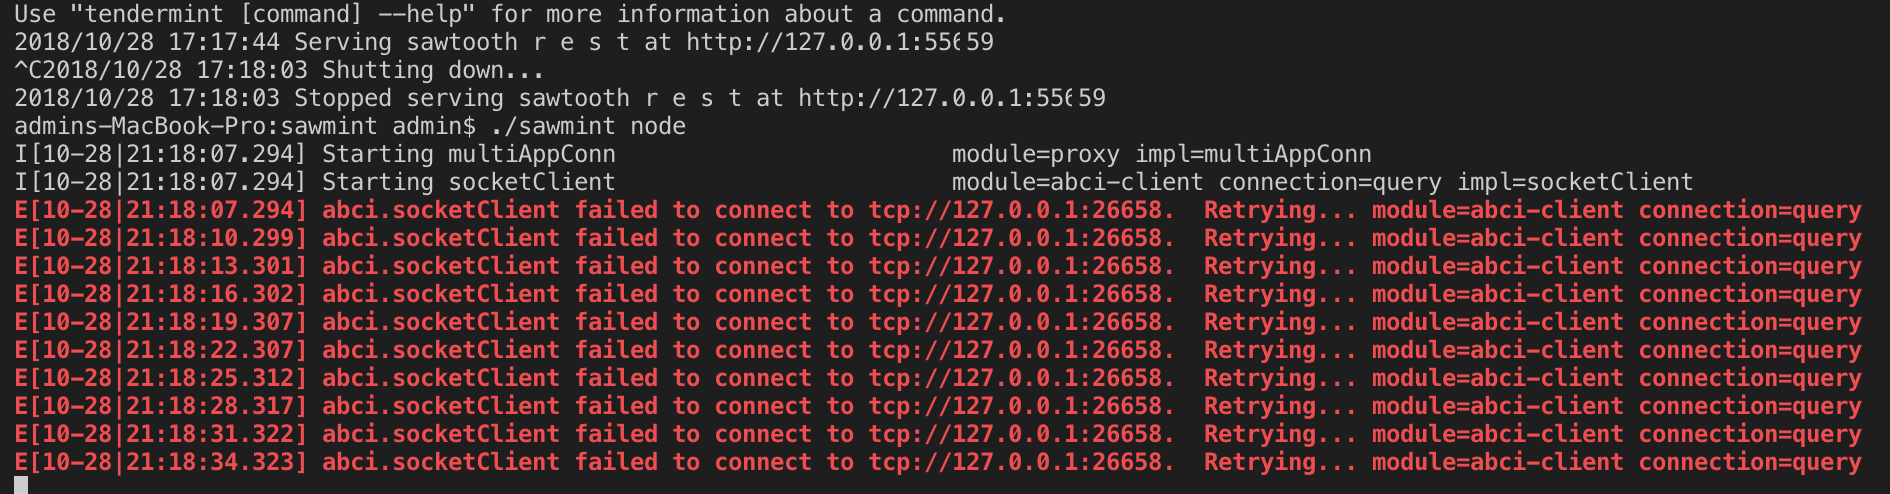 Use "tendermint [command] --help" for more information about a command.
2018/10/28 17:17:44 Serving sawtooth r e s t at
^C2018/10/28 17:18:03 Shutting down...
2018/10/28 17:18:03 Stopped serving sawtooth r e s t at
admins-MacBook-Pro:sawmint admin$ ./sawmint node
I[10-28|21:18:07.294] Starting multiAppConn module=proxy impl=multiAppConn
I[10-28|21:18:07.294] Starting socketClient module=abci-client connection=query impl=socketClient
E[10-28|21:18:07.294] abci.socketClient failed to connect to tcp://127.0.0.1:26658. Retrying... module=abci-client connection=query
E[10-28|21:18:10.299] abci.socketClient failed to connect to tcp://127.0.0.1:26658. Retrying... module=abci-client connection=query
E[10-28|21:18:13.301] abci.socketClient failed to connect to tcp://127.0.0.1:26658. Retrying... module=abci-client connection=query
E[10-28|21:18:16.302] abci.socketClient failed to connect to tcp://127.0.0.1:26658. Retrying... module=abci-client connection=query
E[10-28|21:18:19.307] abci.socketClient failed to connect to tcp://127.0.0.1:26658. Retrying... module=abci-client connection=query
E[10-28|21:18:22.307] abci.socketClient failed to connect to tcp://127.0.0.1:26658. Retrying... module=abci-client connection=query
E[10-28|21:18:25.312] abci.socketClient failed to connect to tcp://127.0.0.1:26658. Retrying... module=abci-client connection=query
E[10-28|21:18:28.317] abci.socketClient failed to connect to tcp://127.0.0.1:26658. Retrying... module=abci-client connection=query
E[10-28|21:18:31.322] abci.socketClient failed to connect to tcp://127.0.0.1:26658. Retrying... module=abci-client connection=query
E[10-28|21:18:34.323] abci.socketClient failed to connect to tcp://127.0.0.1:26658. Retrying... module=abci-client connection=query